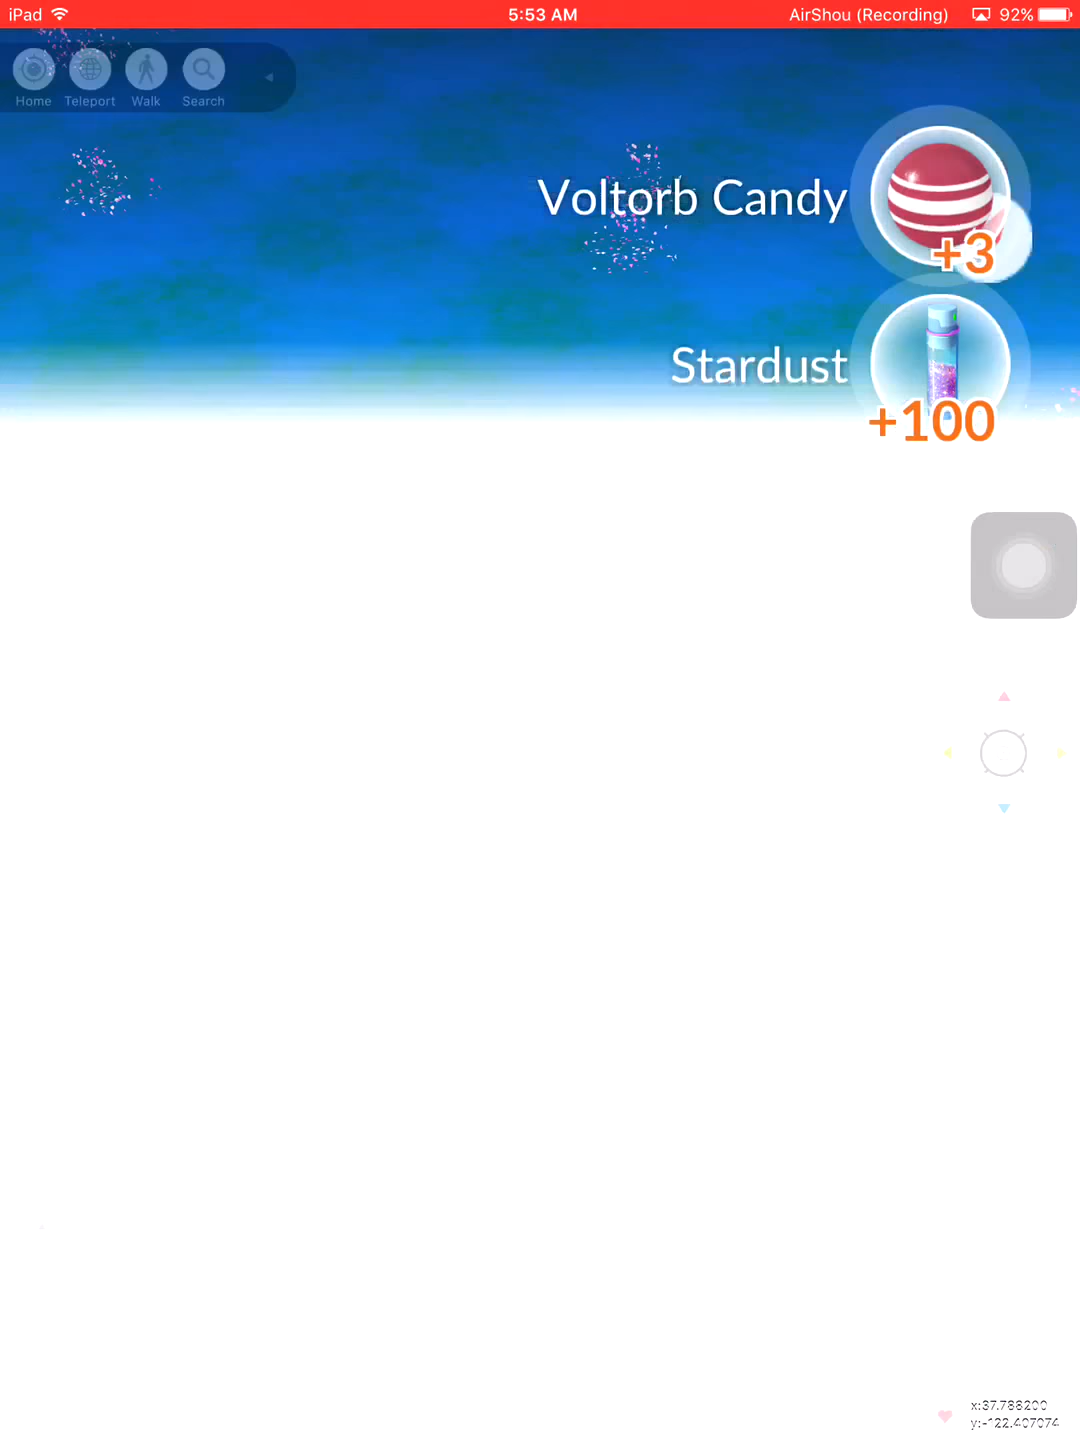 iPad 5:53 AM AirShou (Recording) 92%
Home Teleport Walk Search
Voltorb Candy
+3
Stardust
+100
x:37.788200
y:-122.407074